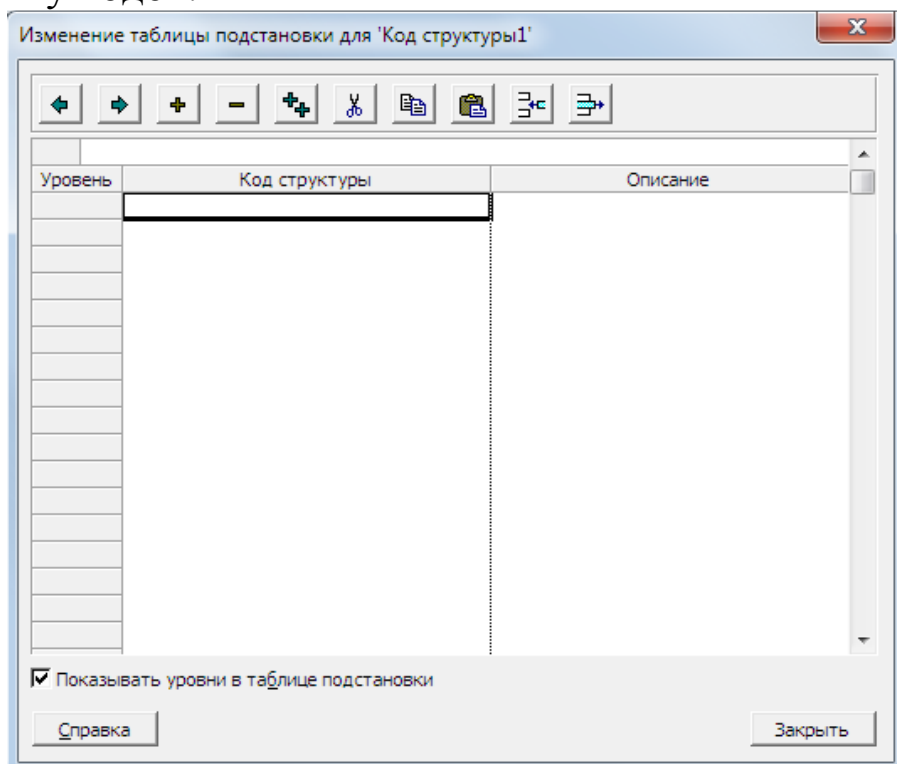 Изменение таблицы подстановки для 'Код структуры1'
Уровень Код структуры Описание
Показывать уровни в таблице подстановки
Справка Закрыть